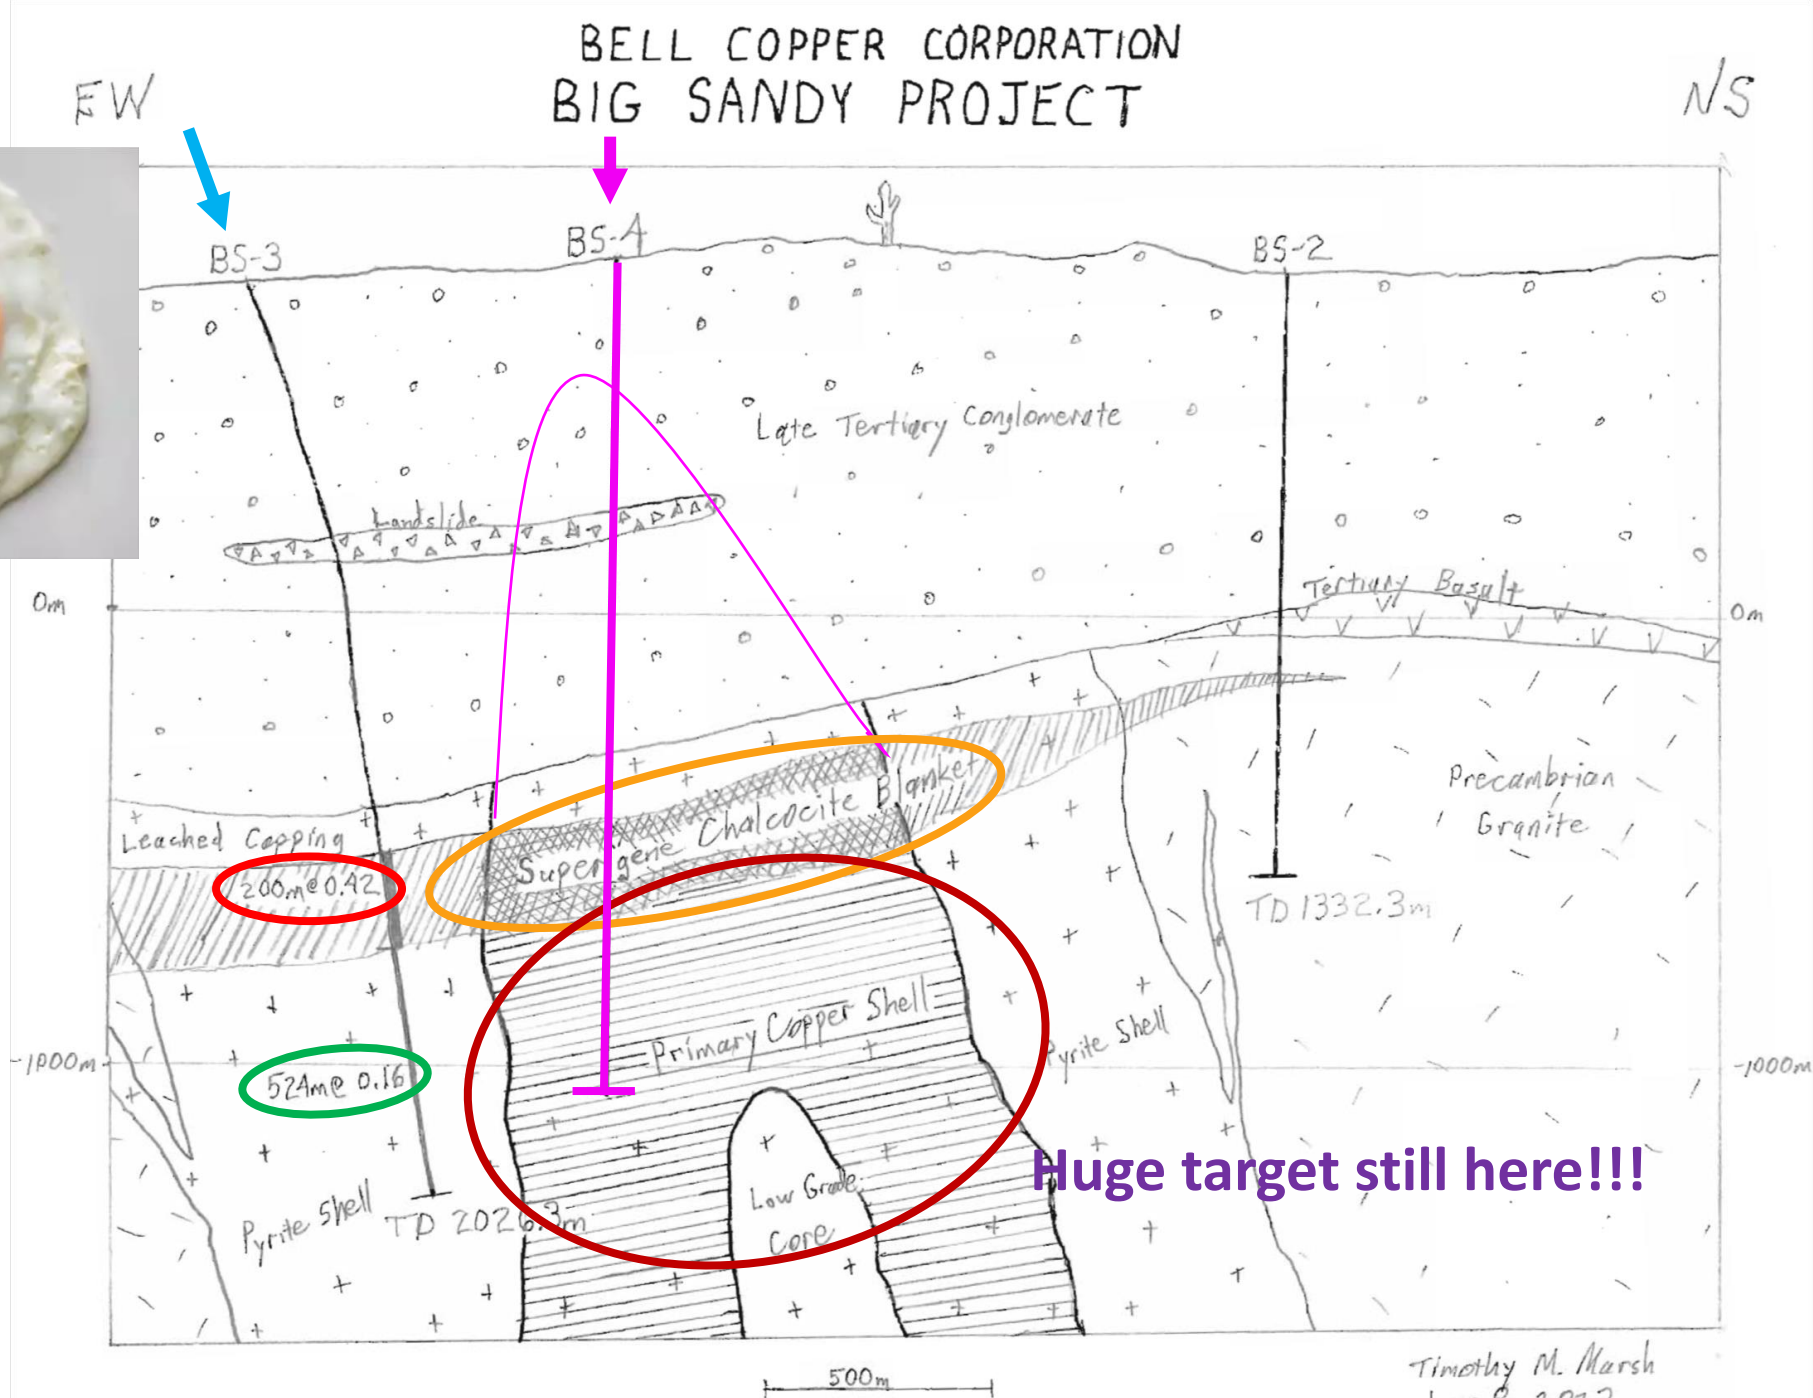 BELL COPPER CORPORATION
BIG SANDY PROJECT
EW
NS
BS-3
BS-4
BS-2
Late Tertiary Conglomerate
Landslide
Tertiary Basalt
0m
0m
Leached Capping
200m@0.42
Supergene Chalcocite Blanket
Precambrian
Granite
TD 1332.3m
Primary Copper Shell
Pyrite Shell
-1000m
-1000m
524m@ 0.16
Huge target still here!!!
Low Grade
Core
Pyrite Shell
TD 2026.3m
500m
Timothy M. Marsh